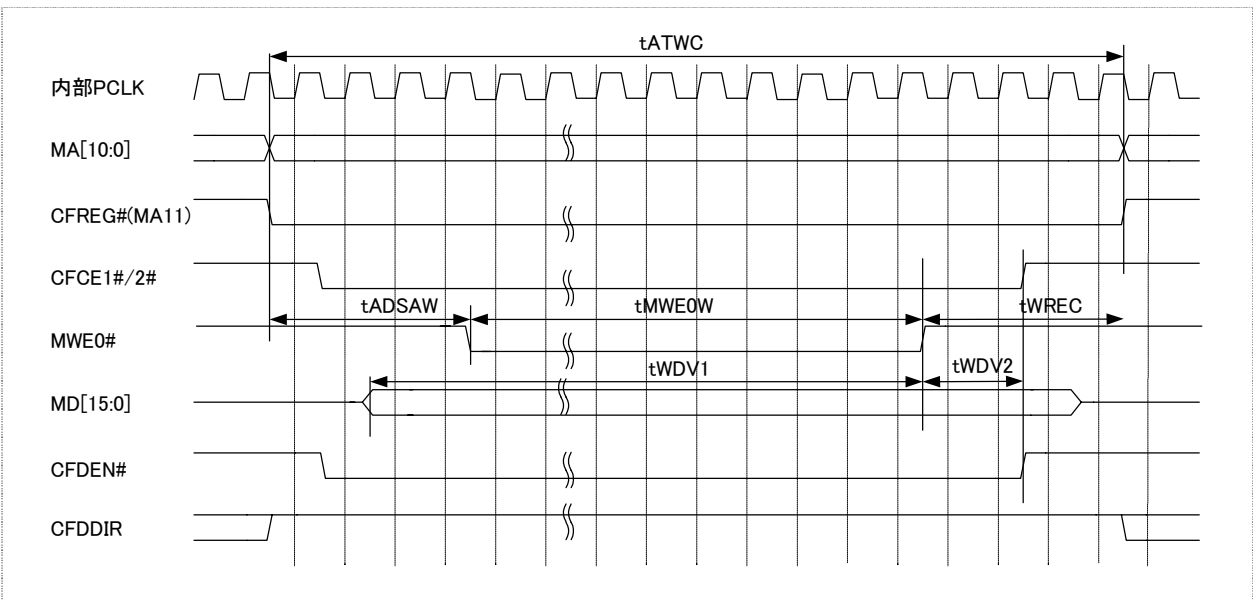 tATWC
内部PCLK
MA[10:0]
CFREG#(MA11)
CFCE1#/2#
tADSAW
tMWE0W
tWREC
MWE0#
tWDV1
tWDV2
MD[15:0]
CFDEN#
CFDDIR